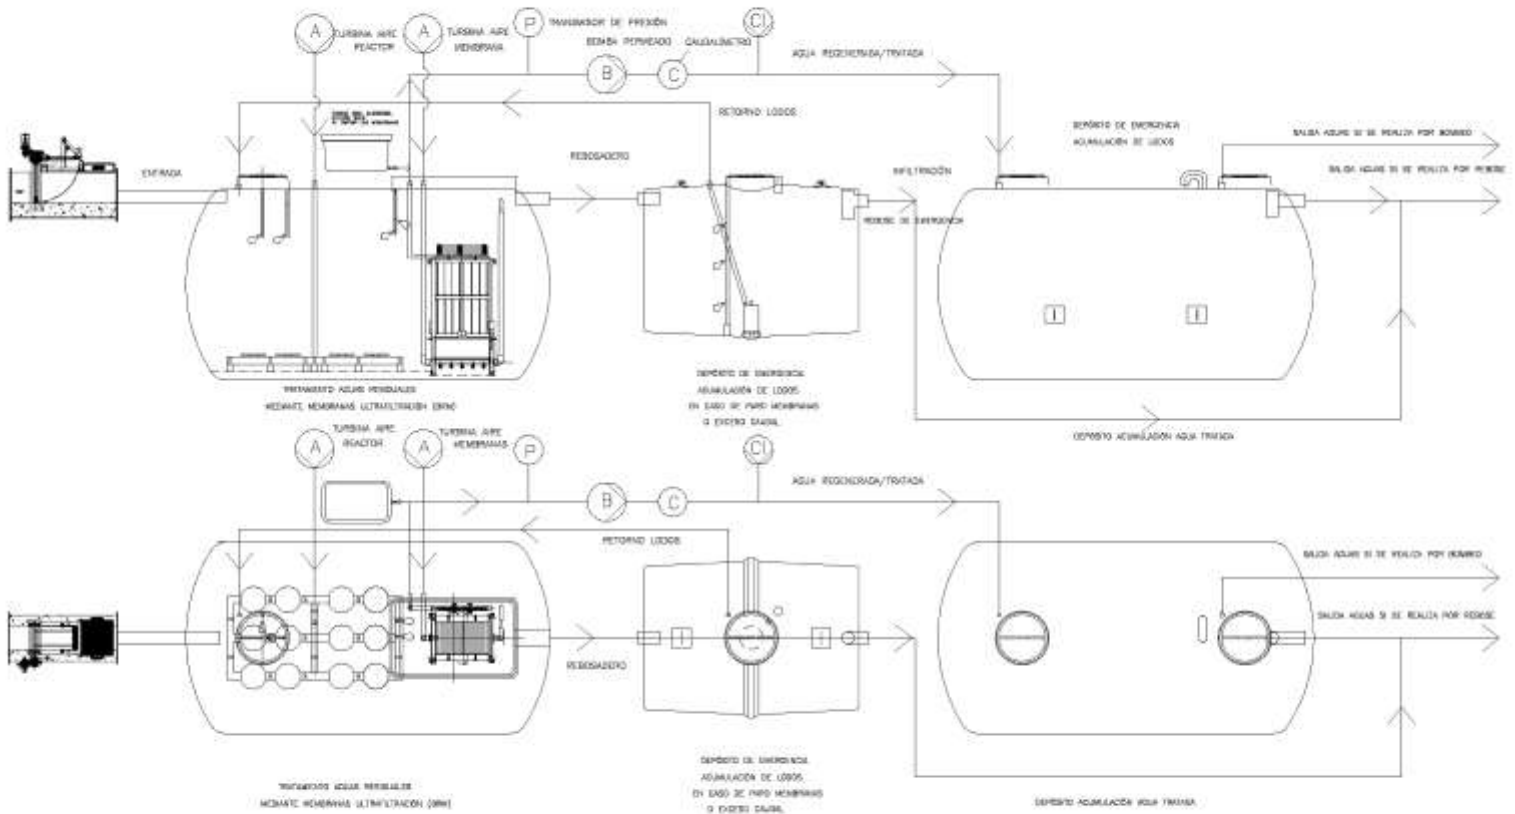 A
TURBINA AIRE
REACTOR
A
TURBINA AIRE
MEMBRANA
P
TRANSMISOR DE PRESIÓN
BOMBA PERMEADO
B
CAUDALÍMETRO
C
Cl
AGUA REGENERADA/TRATADA
RETORNO LODOS
ENTRADA
REBOSADERO
INFILTRACIÓN
REBOSE DE EMERGENCIA
DEPÓSITO DE EMERGENCIA
ACUMULACIÓN DE LODOS
SALIDA AGUAS SI SE REALIZA POR BOMBEO
SALIDA AGUAS SI SE REALIZA POR REBOSE
I
I
TRATAMIENTO AGUAS RESIDUALES
MEDIANTE MEMBRANAS ULTRAFILTRACIÓN (BRM)
DEPÓSITO DE EMERGENCIA
ACUMULACIÓN DE LODOS
EN CASO DE PARO MEMBRANAS
O EXCESO CAUDAL
DEPÓSITO ACUMULACIÓN AGUA TRATADA
A
TURBINA AIRE
REACTOR
A
TURBINA AIRE
MEMBRANAS
P
B
C
Cl
AGUA REGENERADA/TRATADA
RETORNO LODOS
REBOSADERO
I
I
SALIDA AGUAS SI SE REALIZA POR BOMBEO
SALIDA AGUAS SI SE REALIZA POR REBOSE
TRATAMIENTO AGUAS RESIDUALES
MEDIANTE MEMBRANAS ULTRAFILTRACIÓN (BRM)
DEPÓSITO DE EMERGENCIA
ACUMULACIÓN DE LODOS
EN CASO DE PARO MEMBRANAS
O EXCESO CAUDAL
DEPÓSITO ACUMULACIÓN AGUA TRATADA